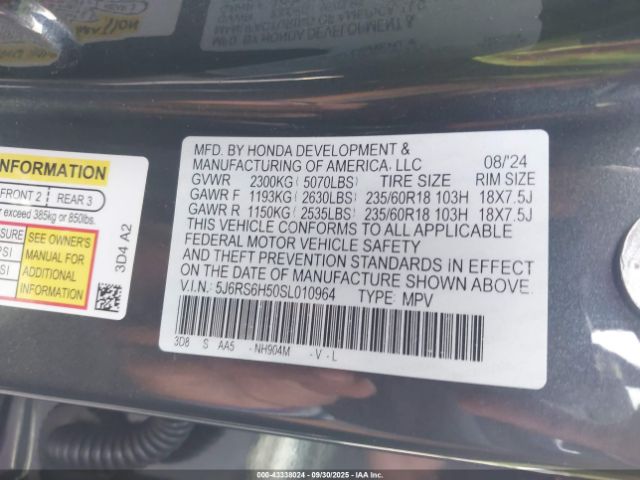 MFD. BY HONDA DEVELOPMENT &
MANUFACTURING OF AMERICA, LLC 08/'24
GVWR 2300KG (5070LBS) TIRE SIZE RIM SIZE
GAWR F 1193KG (2630LBS) 235/60R18 103H 18X7.5J
GAWR R 1150KG (2535LBS) 235/60R18 103H 18X7.5J
THIS VEHICLE CONFORMS TO ALL APPLICABLE
FEDERAL MOTOR VEHICLE SAFETY
AND THEFT PREVENTION STANDARDS IN EFFECT
ON THE DATE OF MANUFACTURE SHOWN ABOVE.
V.I.N.: 5J6RS6H50SL010964 TYPE: MPV
3D8 S AA5 -NH904M -V-L
INFORMATION
FRONT 2 REAR 3
exceed 385kg or 850lbs.
SEE OWNER'S
MANUAL FOR
ADDITIONAL
INFORMATION
3D4 A2
000-43338024 - 09/30/2025 - IAAI.COM